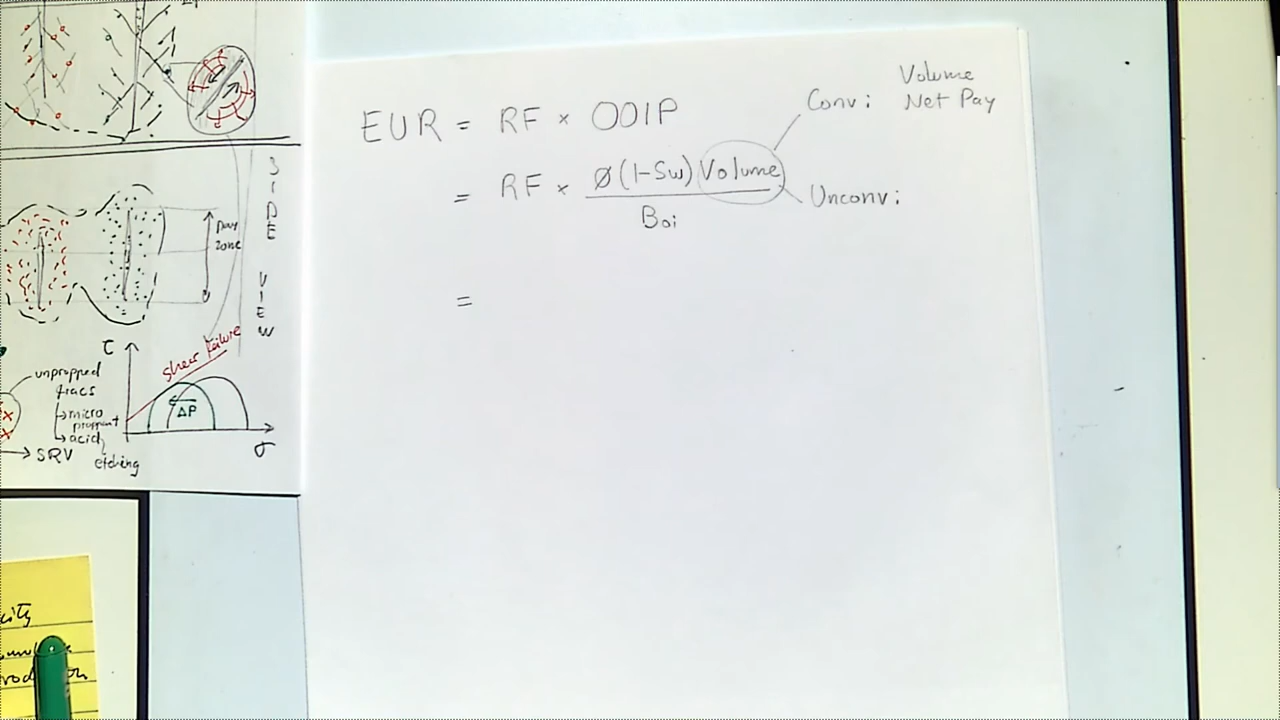 EUR = RF × OOIP
= RF × Ø(1-Sw) Volume
Boi
=
Conv:
Volume
Net Pay
Unconv:
SIDE
VIEW
Pay
zone
shear failure
τ
ΔP
σ
unpropped
fracs
→ micro
proppant
→ acid
etching
→ SRV